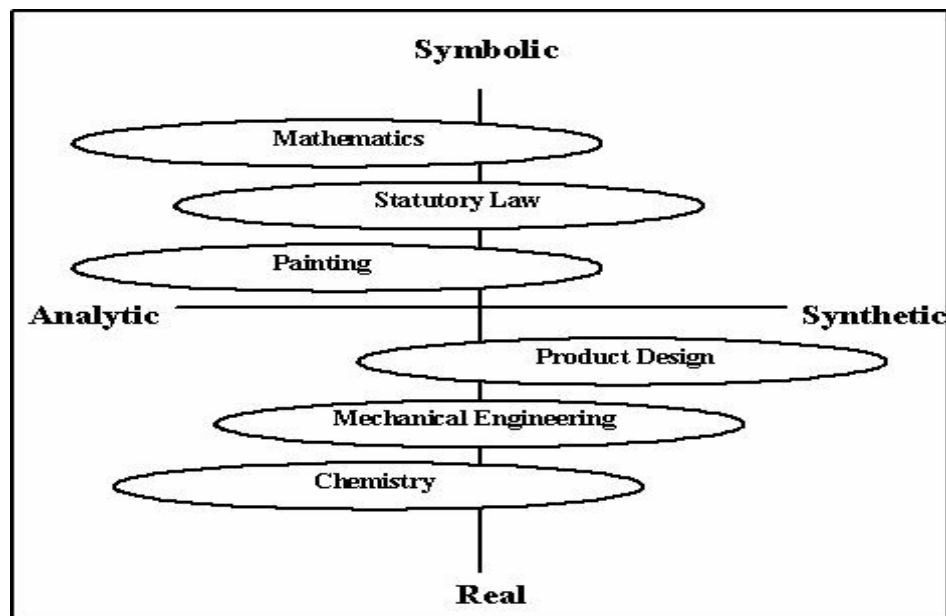 Symbolic
Mathematics
Statutory Law
Painting
Analytic
Synthetic
Product Design
Mechanical Engineering
Chemistry
Real